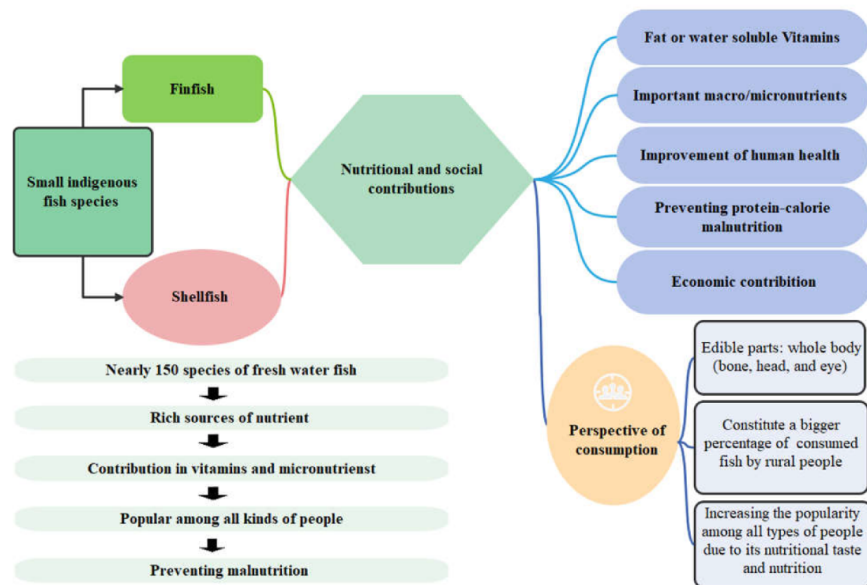 Finfish
Small indigenous
fish species
Shellfish
Nutritional and social
contributions
Fat or water soluble Vitamins
Important macro/micronutrients
Improvement of human health
Preventing protein-calorie
malnutrition
Economic contribition
Nearly 150 species of fresh water fish
Rich sources of nutrient
Contribution in vitamins and micronutrienst
Popular among all kinds of people
Preventing malnutrition
Perspective of
consumption
Edible parts: whole body
(bone, head, and eye)
Constitute a bigger
percentage of consumed
fish by rural people
Increasing the popularity
among all types of people
due to its nutritional taste
and nutrition